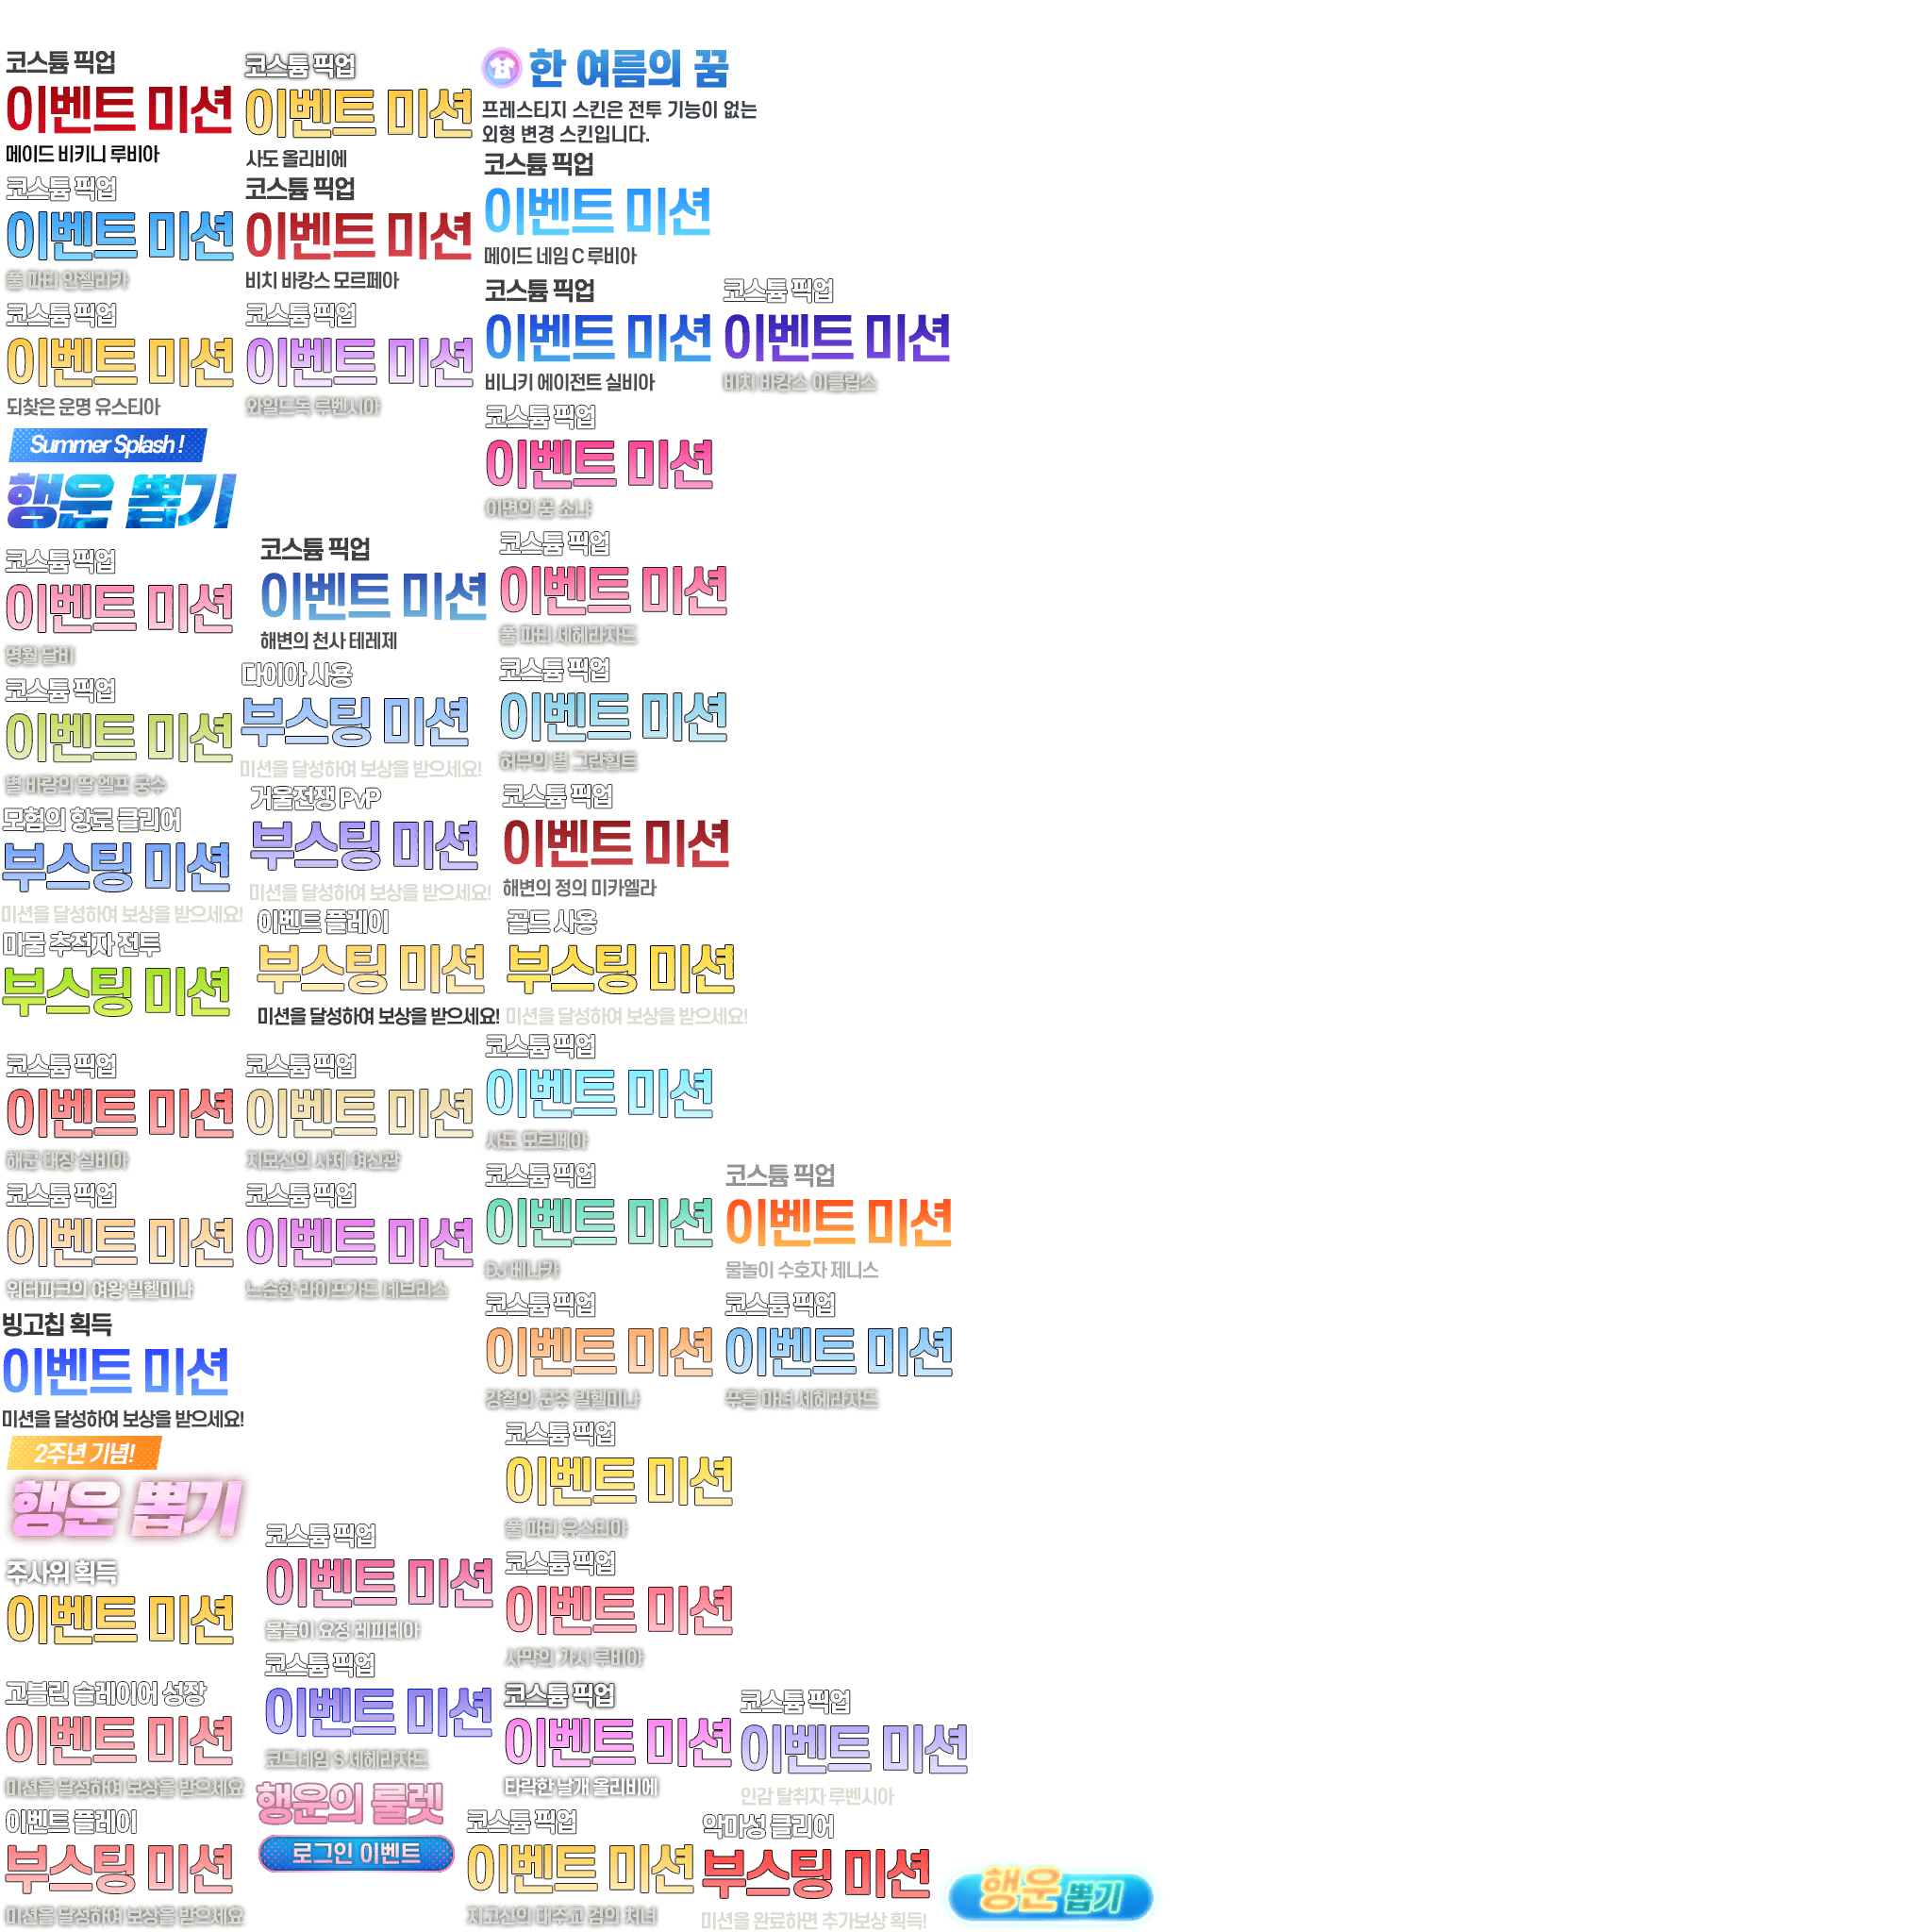 코스튬 픽업
이벤트 미션
메이드 비키니 루비아
코스튬 픽업
이벤트 미션
사도 올리비에
한 여름의 꿈
프레스티지 스킨은 전투 기능이 없는
외형 변경 스킨입니다.
코스튬 픽업
이벤트 미션
메이드 네임 C 루비아
코스튬 픽업
이벤트 미션
풀 파티 안젤리카
코스튬 픽업
이벤트 미션
비치 바캉스 모르페아
코스튬 픽업
이벤트 미션
되찾은 운명 유스티아
코스튬 픽업
이벤트 미션
와일드독 루벤시아
코스튬 픽업
이벤트 미션
비니키 에이전트 실비아
코스튬 픽업
이벤트 미션
비치 바캉스 이클립스
코스튬 픽업
이벤트 미션
이면의 꿈 소냐
Summer Splash !
행운 뽑기
코스튬 픽업
이벤트 미션
명월 달비
코스튬 픽업
이벤트 미션
해변의 천사 테레제
코스튬 픽업
이벤트 미션
풀 파티 세헤라자드
코스튬 픽업
이벤트 미션
별 바람의 딸 엘프 궁수
다이아 사용
부스팅 미션
미션을 달성하여 보상을 받으세요!
코스튬 픽업
이벤트 미션
허무의 별 그란힐트
모험의 항로 클리어
부스팅 미션
미션을 달성하여 보상을 받으세요!
거울전쟁 PvP
부스팅 미션
미션을 달성하여 보상을 받으세요!
코스튬 픽업
이벤트 미션
해변의 정의 미카엘라
마물 추적자 전투
부스팅 미션
이벤트 플레이
부스팅 미션
미션을 달성하여 보상을 받으세요!
골드 사용
부스팅 미션
미션을 달성하여 보상을 받으세요!
코스튬 픽업
이벤트 미션
해군 대장 실비아
코스튬 픽업
이벤트 미션
지모신의 사제 여신관
코스튬 픽업
이벤트 미션
사도 모르페아
코스튬 픽업
이벤트 미션
워터파크의 여왕 빌헬미나
코스튬 픽업
이벤트 미션
느슨한 라이프가드 데브리스
코스튬 픽업
이벤트 미션
DJ 베나카
코스튬 픽업
이벤트 미션
물놀이 수호자 제니스
빙고칩 획득
이벤트 미션
미션을 달성하여 보상을 받으세요!
코스튬 픽업
이벤트 미션
강철의 군주 빌헬미나
코스튬 픽업
이벤트 미션
푸른 마녀 세헤라자드
2주년 기념!
행운 뽑기
코스튬 픽업
이벤트 미션
풀 파티 유스티아
주사위 획득
이벤트 미션
코스튬 픽업
이벤트 미션
물놀이 요정 레피테아
코스튬 픽업
이벤트 미션
사막의 가시 루비아
고블린 슬레이어 성장
이벤트 미션
미션을 달성하여 보상을 받으세요
코스튬 픽업
이벤트 미션
코드네임 S 세헤라자드
코스튬 픽업
이벤트 미션
타락한 날개 올리비에
코스튬 픽업
이벤트 미션
인감 탈취자 루벤시아
이벤트 플레이
부스팅 미션
미션을 달성하여 보상을 받으세요
행운의 룰렛
로그인 이벤트
코스튬 픽업
이벤트 미션
지고신의 대주교 검의 처녀
악마성 클리어
부스팅 미션
미션을 완료하면 추가보상 획득!
행운 뽑기